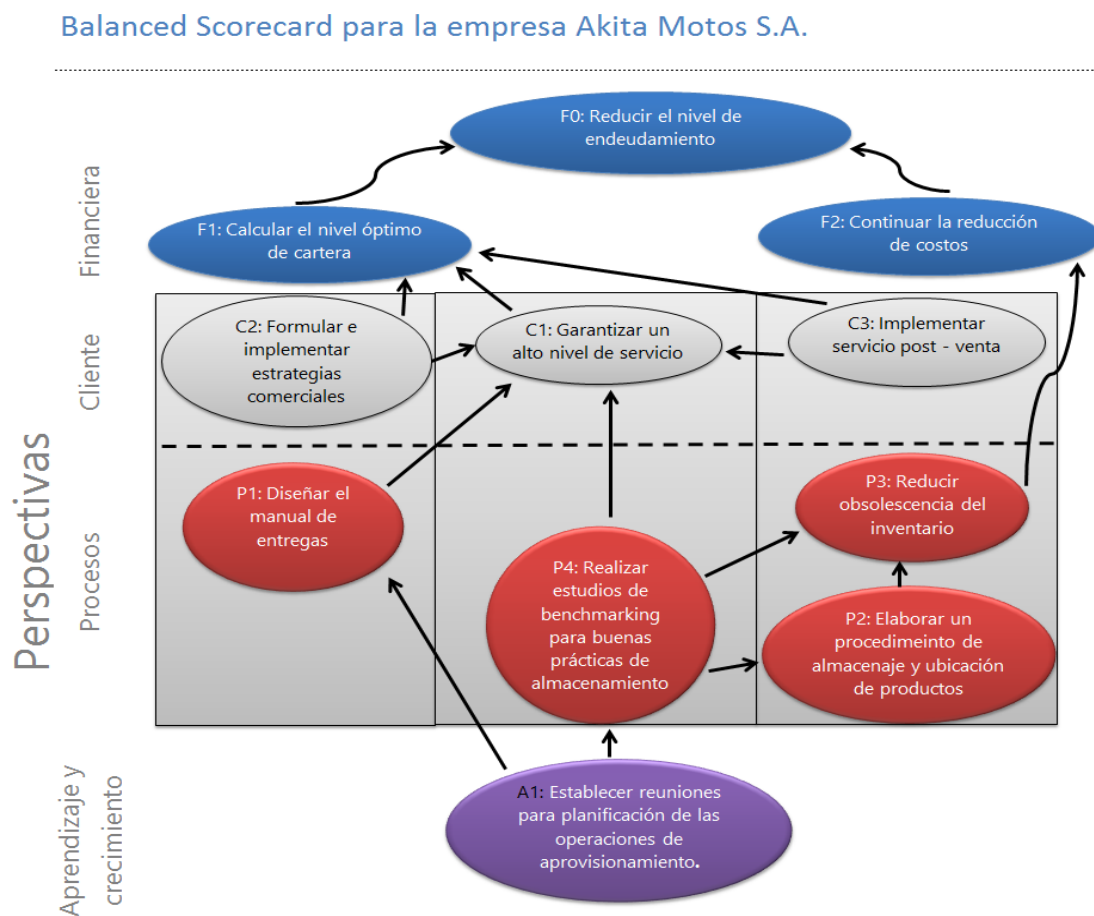 Balanced Scorecard para la empresa Akita Motos S.A.
Perspectivas
Financiera
F0: Reducir el nivel de
endeudamiento
F1: Calcular el nivel óptimo
de cartera
F2: Continuar la reducción
de costos
Cliente
C2: Formular e
implementar
estrategias
comerciales
C1: Garantizar un
alto nivel de servicio
C3: Implementar
servicio post - venta
Procesos
P1: Diseñar el
manual de
entregas
P4: Realizar
estudios de
benchmarking
para buenas
prácticas de
almacenamiento
P3: Reducir
obsolescencia del
inventario
P2: Elaborar un
procedimeinto de
almacenaje y ubicación
de productos
Aprendizaje y
crecimiento
A1: Establecer reuniones
para planificación de las
operaciones de
aprovisionamiento.